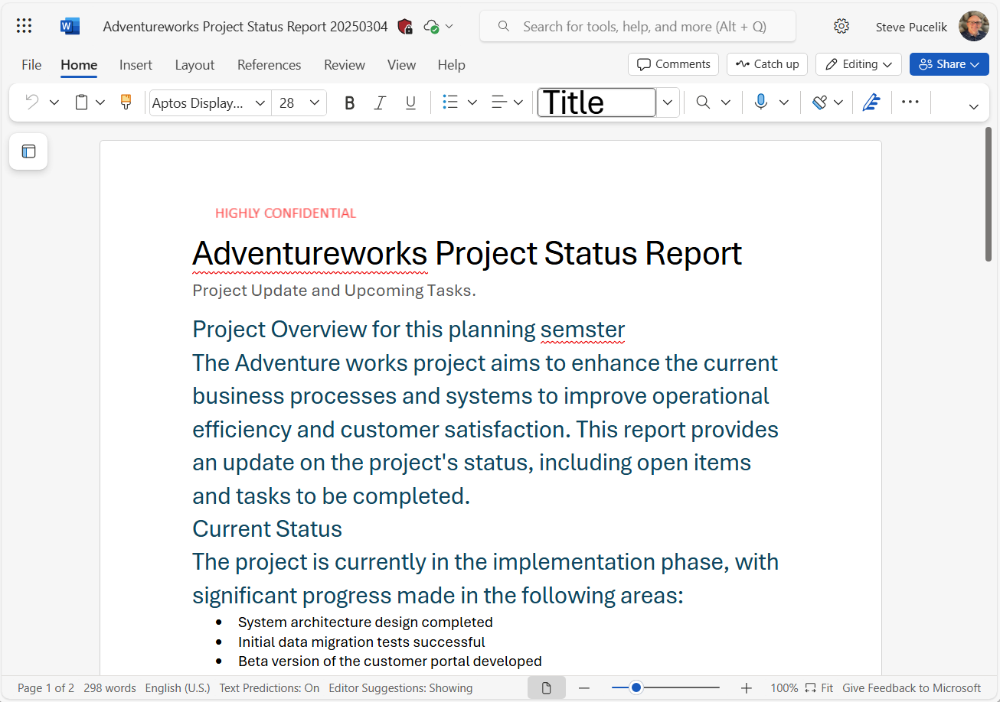 W Adventureworks Project Status Report 20250304 Search for tools, help, and more (Alt + Q) Steve Pucelik
File Home Insert Layout References Review View Help Comments Catch up Editing Share
Aptos Display... 28 B I U Title
HIGHLY CONFIDENTIAL
Adventureworks Project Status Report
Project Update and Upcoming Tasks.
Project Overview for this planning semster
The Adventure works project aims to enhance the current
business processes and systems to improve operational
efficiency and customer satisfaction. This report provides
an update on the project's status, including open items
and tasks to be completed.
Current Status
The project is currently in the implementation phase, with
significant progress made in the following areas:
• System architecture design completed
• Initial data migration tests successful
• Beta version of the customer portal developed
Page 1 of 2 298 words English (U.S.) Text Predictions: On Editor Suggestions: Showing 100% Fit Give Feedback to Microsoft